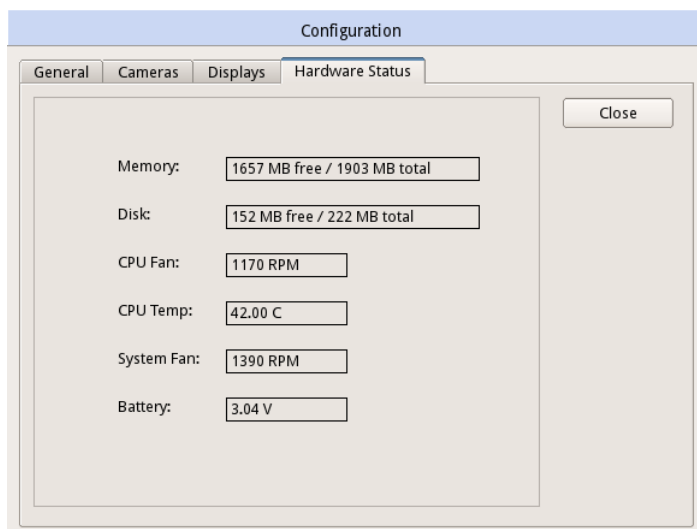 Configuration
General Cameras Displays Hardware Status
Close
Memory: 1657 MB free / 1903 MB total
Disk: 152 MB free / 222 MB total
CPU Fan: 1170 RPM
CPU Temp: 42.00 C
System Fan: 1390 RPM
Battery: 3.04 V